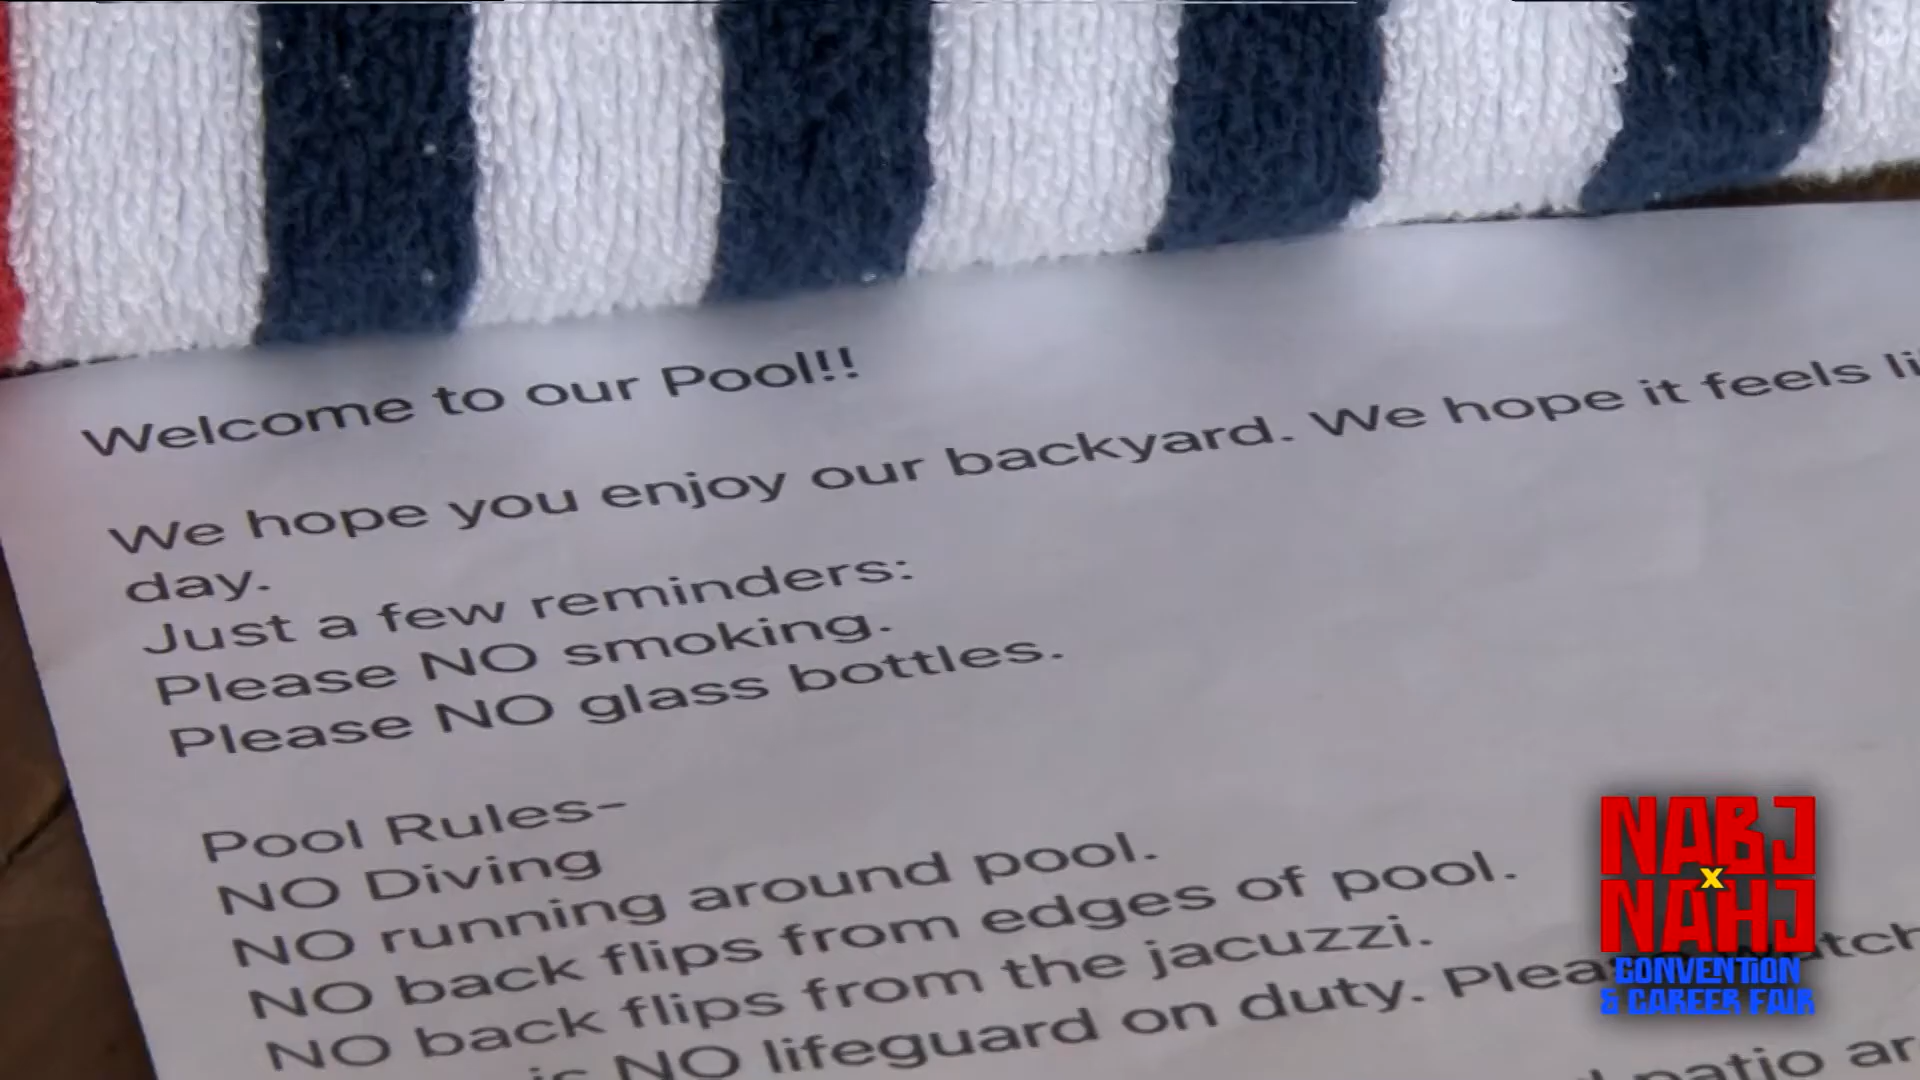 Welcome to our Pool!!
We hope you enjoy our backyard. We hope it feels
day.
Just a few reminders:
Please NO smoking.
Please NO glass bottles.
Pool Rules-
NO Diving
NO running around pool.
NO back flips from edges of pool.
NO back flips from the jacuzzi.
is NO lifeguard on duty.
patio
NABJ
x
NAHJ
CONVENTION
& CAREER FAIR